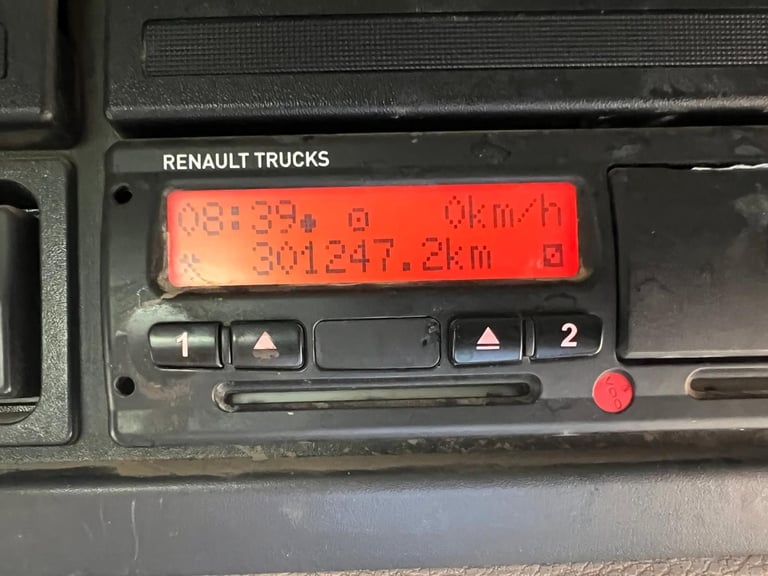 RENAULT TRUCKS
08:39 0km/h
301247.2km
1 2
VDO